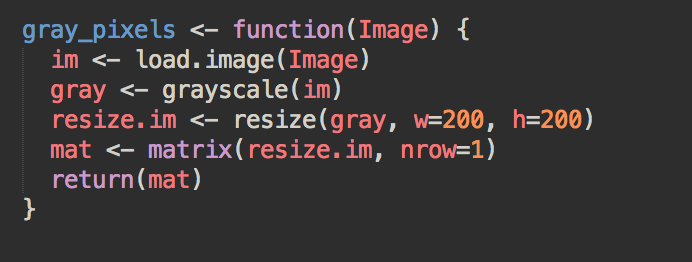 gray_pixels <- function(Image) {
  im <- load.image(Image)
  gray <- grayscale(im)
  resize.im <- resize(gray, w=200, h=200)
  mat <- matrix(resize.im, nrow=1)
  return(mat)
}